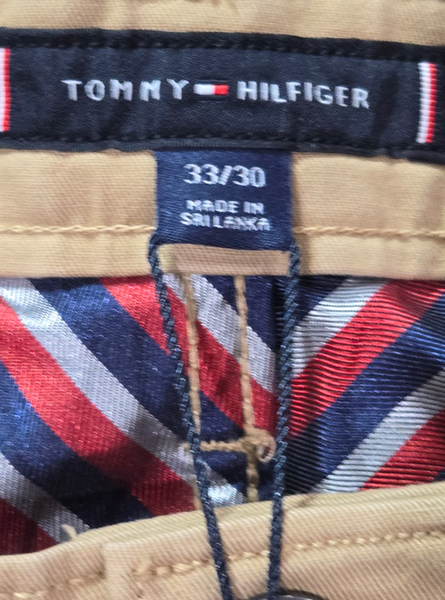 TOMMY HILFIGER
33/30
MADE IN
SRI LANKA